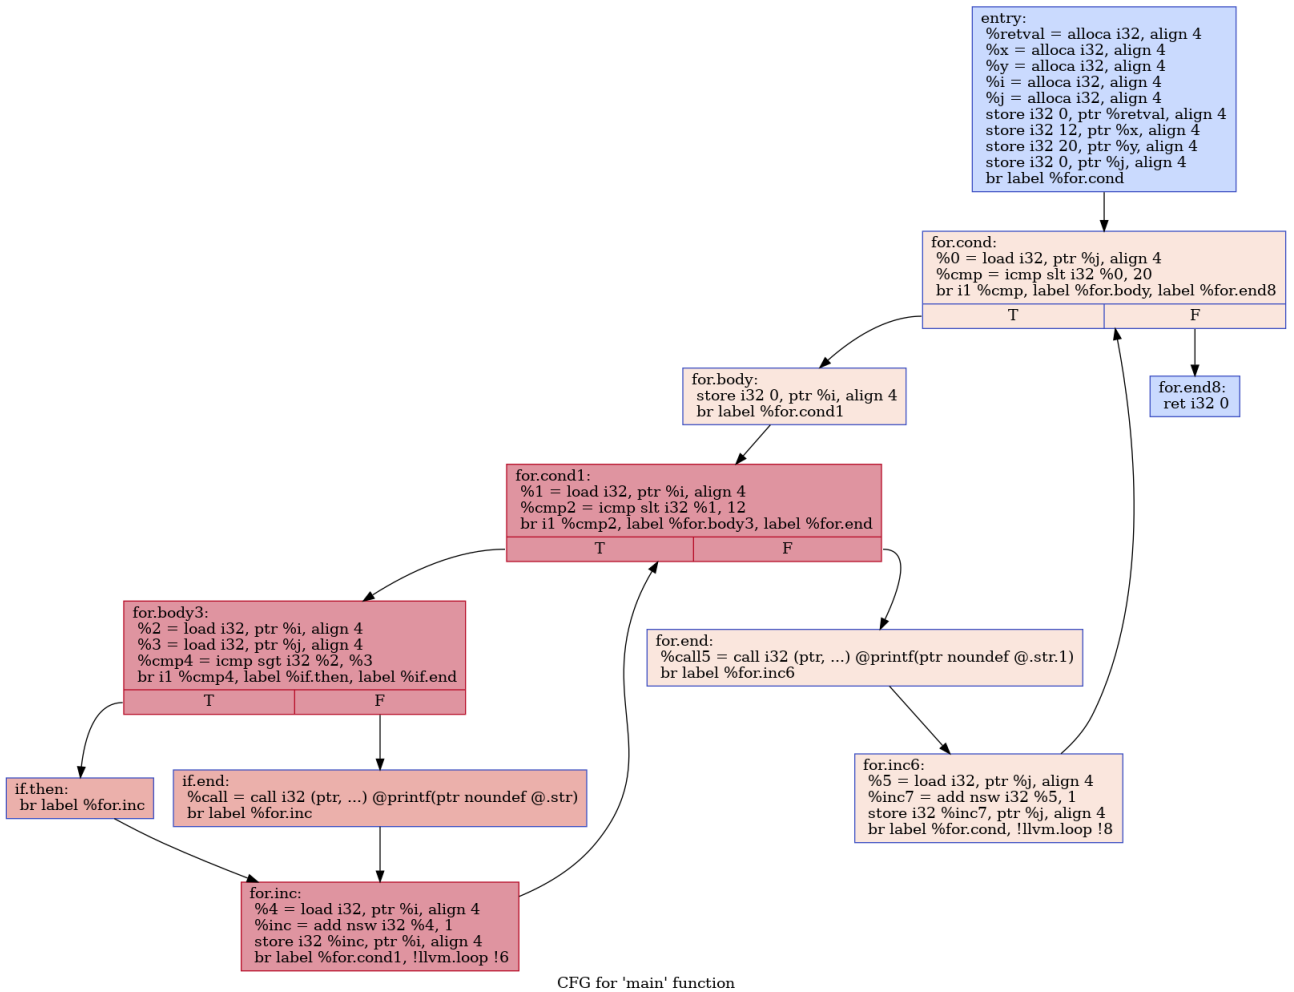 entry:
%retval = alloca i32, align 4
%x = alloca i32, align 4
%y = alloca i32, align 4
%i = alloca i32, align 4
%j = alloca i32, align 4
store i32 0, ptr %retval, align 4
store i32 12, ptr %x, align 4
store i32 20, ptr %y, align 4
store i32 0, ptr %j, align 4
br label %for.cond
for.cond:
%0 = load i32, ptr %j, align 4
%cmp = icmp slt i32 %0, 20
br i1 %cmp, label %for.body, label %for.end8
T
F
for.body:
store i32 0, ptr %i, align 4
br label %for.cond1
for.end8:
ret i32 0
for.cond1:
%1 = load i32, ptr %i, align 4
%cmp2 = icmp slt i32 %1, 12
br i1 %cmp2, label %for.body3, label %for.end
T
F
for.body3:
%2 = load i32, ptr %i, align 4
%3 = load i32, ptr %j, align 4
%cmp4 = icmp sgt i32 %2, %3
br i1 %cmp4, label %if.then, label %if.end
T
F
for.end:
%call5 = call i32 (ptr, ...) @printf(ptr noundef @.str.1)
br label %for.inc6
if.then:
br label %for.inc
if.end:
%call = call i32 (ptr, ...) @printf(ptr noundef @.str)
br label %for.inc
for.inc6:
%5 = load i32, ptr %j, align 4
%inc7 = add nsw i32 %5, 1
store i32 %inc7, ptr %j, align 4
br label %for.cond, !llvm.loop !8
for.inc:
%4 = load i32, ptr %i, align 4
%inc = add nsw i32 %4, 1
store i32 %inc, ptr %i, align 4
br label %for.cond1, !llvm.loop !6
CFG for 'main' function